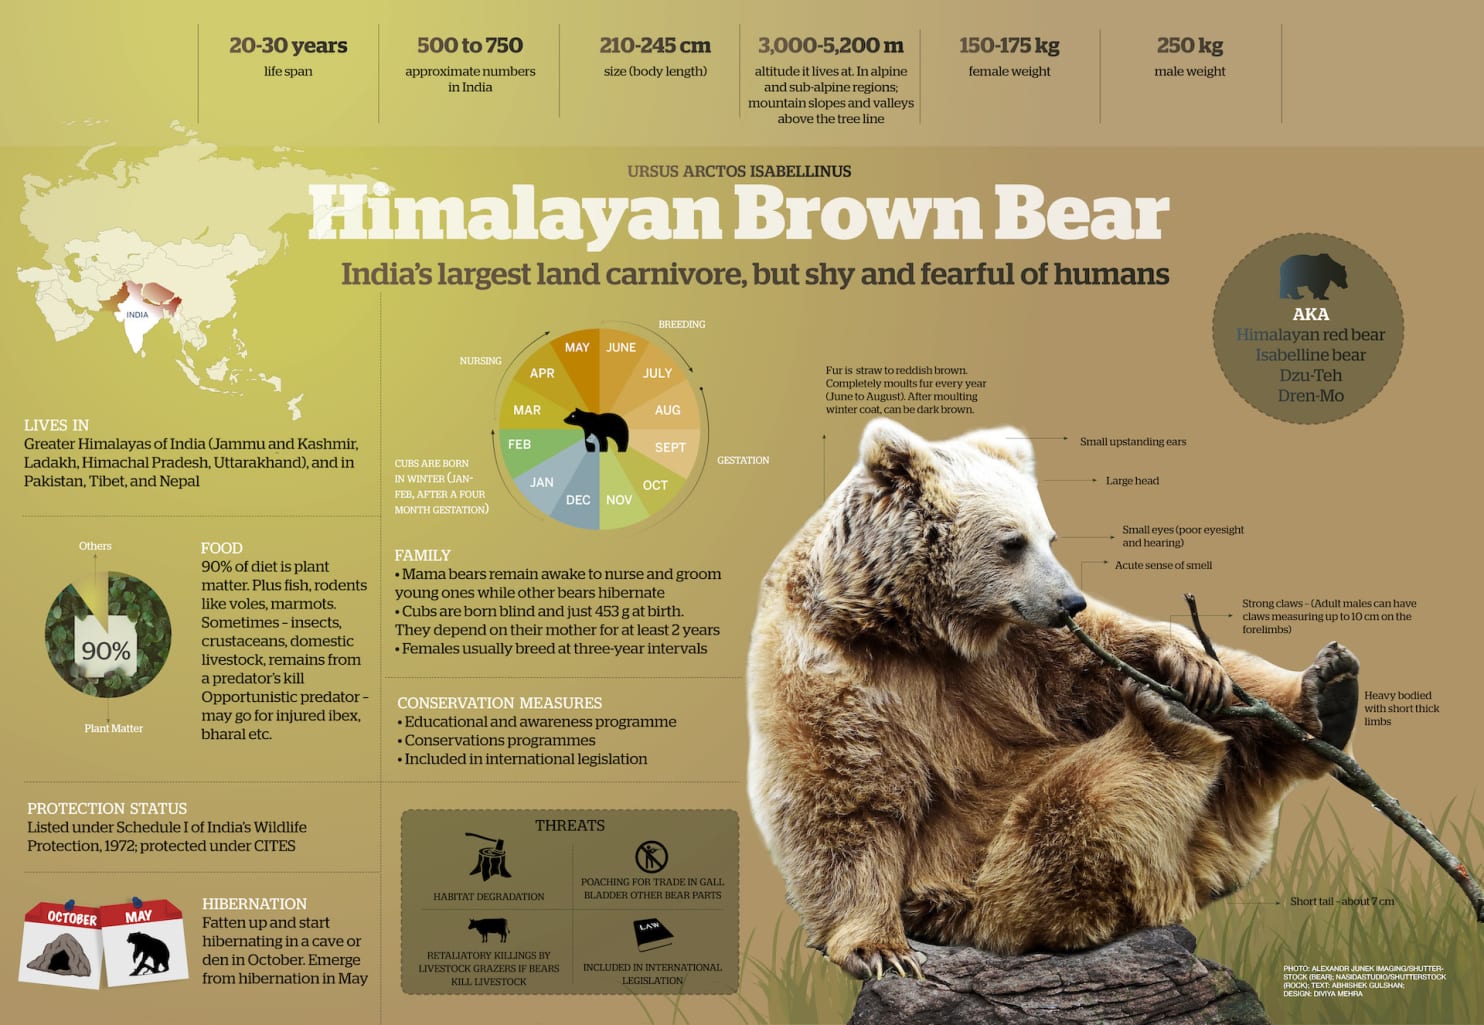 20-30 years
life span
500 to 750
approximate numbers
in India
210-245 cm
size (body length)
3,000-5,200 m
altitude it lives at. In alpine
and sub-alpine regions;
mountain slopes and valleys
above the tree line
150-175 kg
female weight
250 kg
male weight
URSUS ARCTOS ISABELLINUS
Himalayan Brown Bear
India's largest land carnivore, but shy and fearful of humans
AKA
Himalayan red bear
Isabelline bear
Dzu-Teh
Dren-Mo
INDIA
LIVES IN
Greater Himalayas of India (Jammu and Kashmir,
Ladakh, Himachal Pradesh, Uttarakhand), and in
Pakistan, Tibet, and Nepal
Others
90%
Plant Matter
FOOD
90% of diet is plant
matter. Plus fish, rodents
like voles, marmots.
Sometimes – insects,
crustaceans, domestic
livestock, remains from
a predator's kill
Opportunistic predator –
may go for injured ibex,
bharal etc.
PROTECTION STATUS
Listed under Schedule I of India's Wildlife
Protection, 1972; protected under CITES
OCTOBER
MAY
HIBERNATION
Fatten up and start
hibernating in a cave or
den in October. Emerge
from hibernation in May
BREEDING
NURSING
GESTATION
CUBS ARE BORN
IN WINTER (JAN-
FEB, AFTER A FOUR
MONTH GESTATION)
MAY
JUNE
JULY
AUG
SEPT
OCT
NOV
DEC
JAN
FEB
MAR
APR
FAMILY
• Mama bears remain awake to nurse and groom
young ones while other bears hibernate
• Cubs are born blind and just 453 g at birth.
They depend on their mother for at least 2 years
• Females usually breed at three-year intervals
CONSERVATION MEASURES
• Educational and awareness programme
• Conservations programmes
• Included in international legislation
THREATS
HABITAT DEGRADATION
POACHING FOR TRADE IN GALL
BLADDER OTHER BEAR PARTS
RETALIATORY KILLINGS BY
LIVESTOCK GRAZERS IF BEARS
KILL LIVESTOCK
LAW
INCLUDED IN INTERNATIONAL
LEGISLATION
Fur is straw to reddish brown.
Completely moults fur every year
(June to August). After moulting
winter coat, can be dark brown.
Small upstanding ears
Large head
Small eyes (poor eyesight
and hearing)
Acute sense of smell
Strong claws – (Adult males can have
claws measuring up to 10 cm on the
forelimbs)
Heavy bodied
with short thick
limbs
Short tail – about 7 cm
PHOTO: ALEXANDR JUNEK IMAGING/SHUTTER-
STOCK (BEAR); NASIDASTUDIO/SHUTTERSTOCK
(ROCK); TEXT: ABHISHEK GULSHAN;
DESIGN: DIVIYA MEHRA